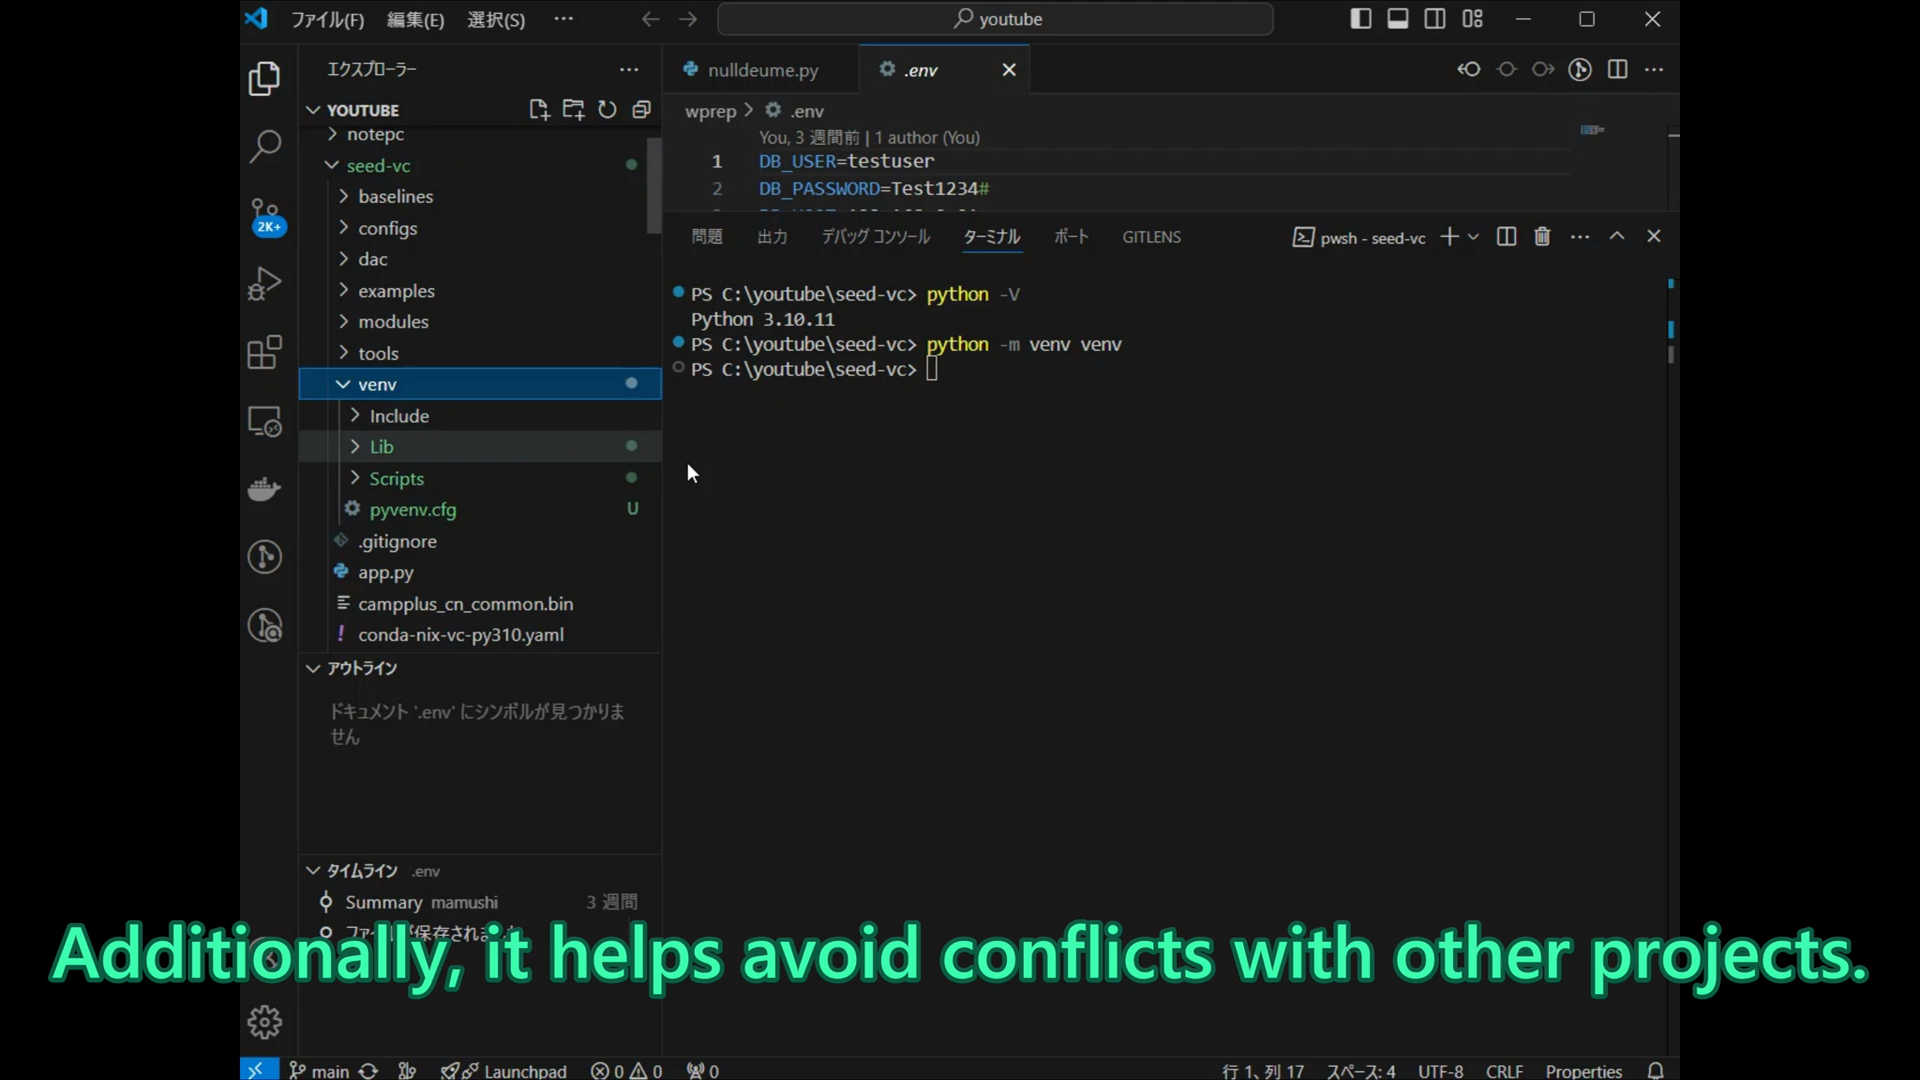 ファイル(F) 編集(E) 選択(S) ··· youtube
エクスプローラー ···
YOUTUBE
notepc
seed-vc
baselines
configs
dac
examples
modules
tools
venv
Include
Lib
Scripts
pyvenv.cfg U
.gitignore
app.py
campplus_cn_common.bin
conda-nix-vc-py310.yaml
2K+
アウトライン
ドキュメント '.env' にシンボルが見つかりま
せん
タイムライン .env
Summary mamushi 3 週間
nulldeume.py .env
wprep > .env
You, 3 週間前 | 1 author (You)
1 DB_USER=testuser
2 DB_PASSWORD=Test1234#
問題 出力 デバッグ コンソール ターミナル ポート GITLENS pwsh - seed-vc
PS C:\youtube\seed-vc> python -V
Python 3.10.11
PS C:\youtube\seed-vc> python -m venv venv
PS C:\youtube\seed-vc>
Additionally, it helps avoid conflicts with other projects.
main Launchpad 0 0 0 行 1、列 17 スペース: 4 UTF-8 CRLF Properties